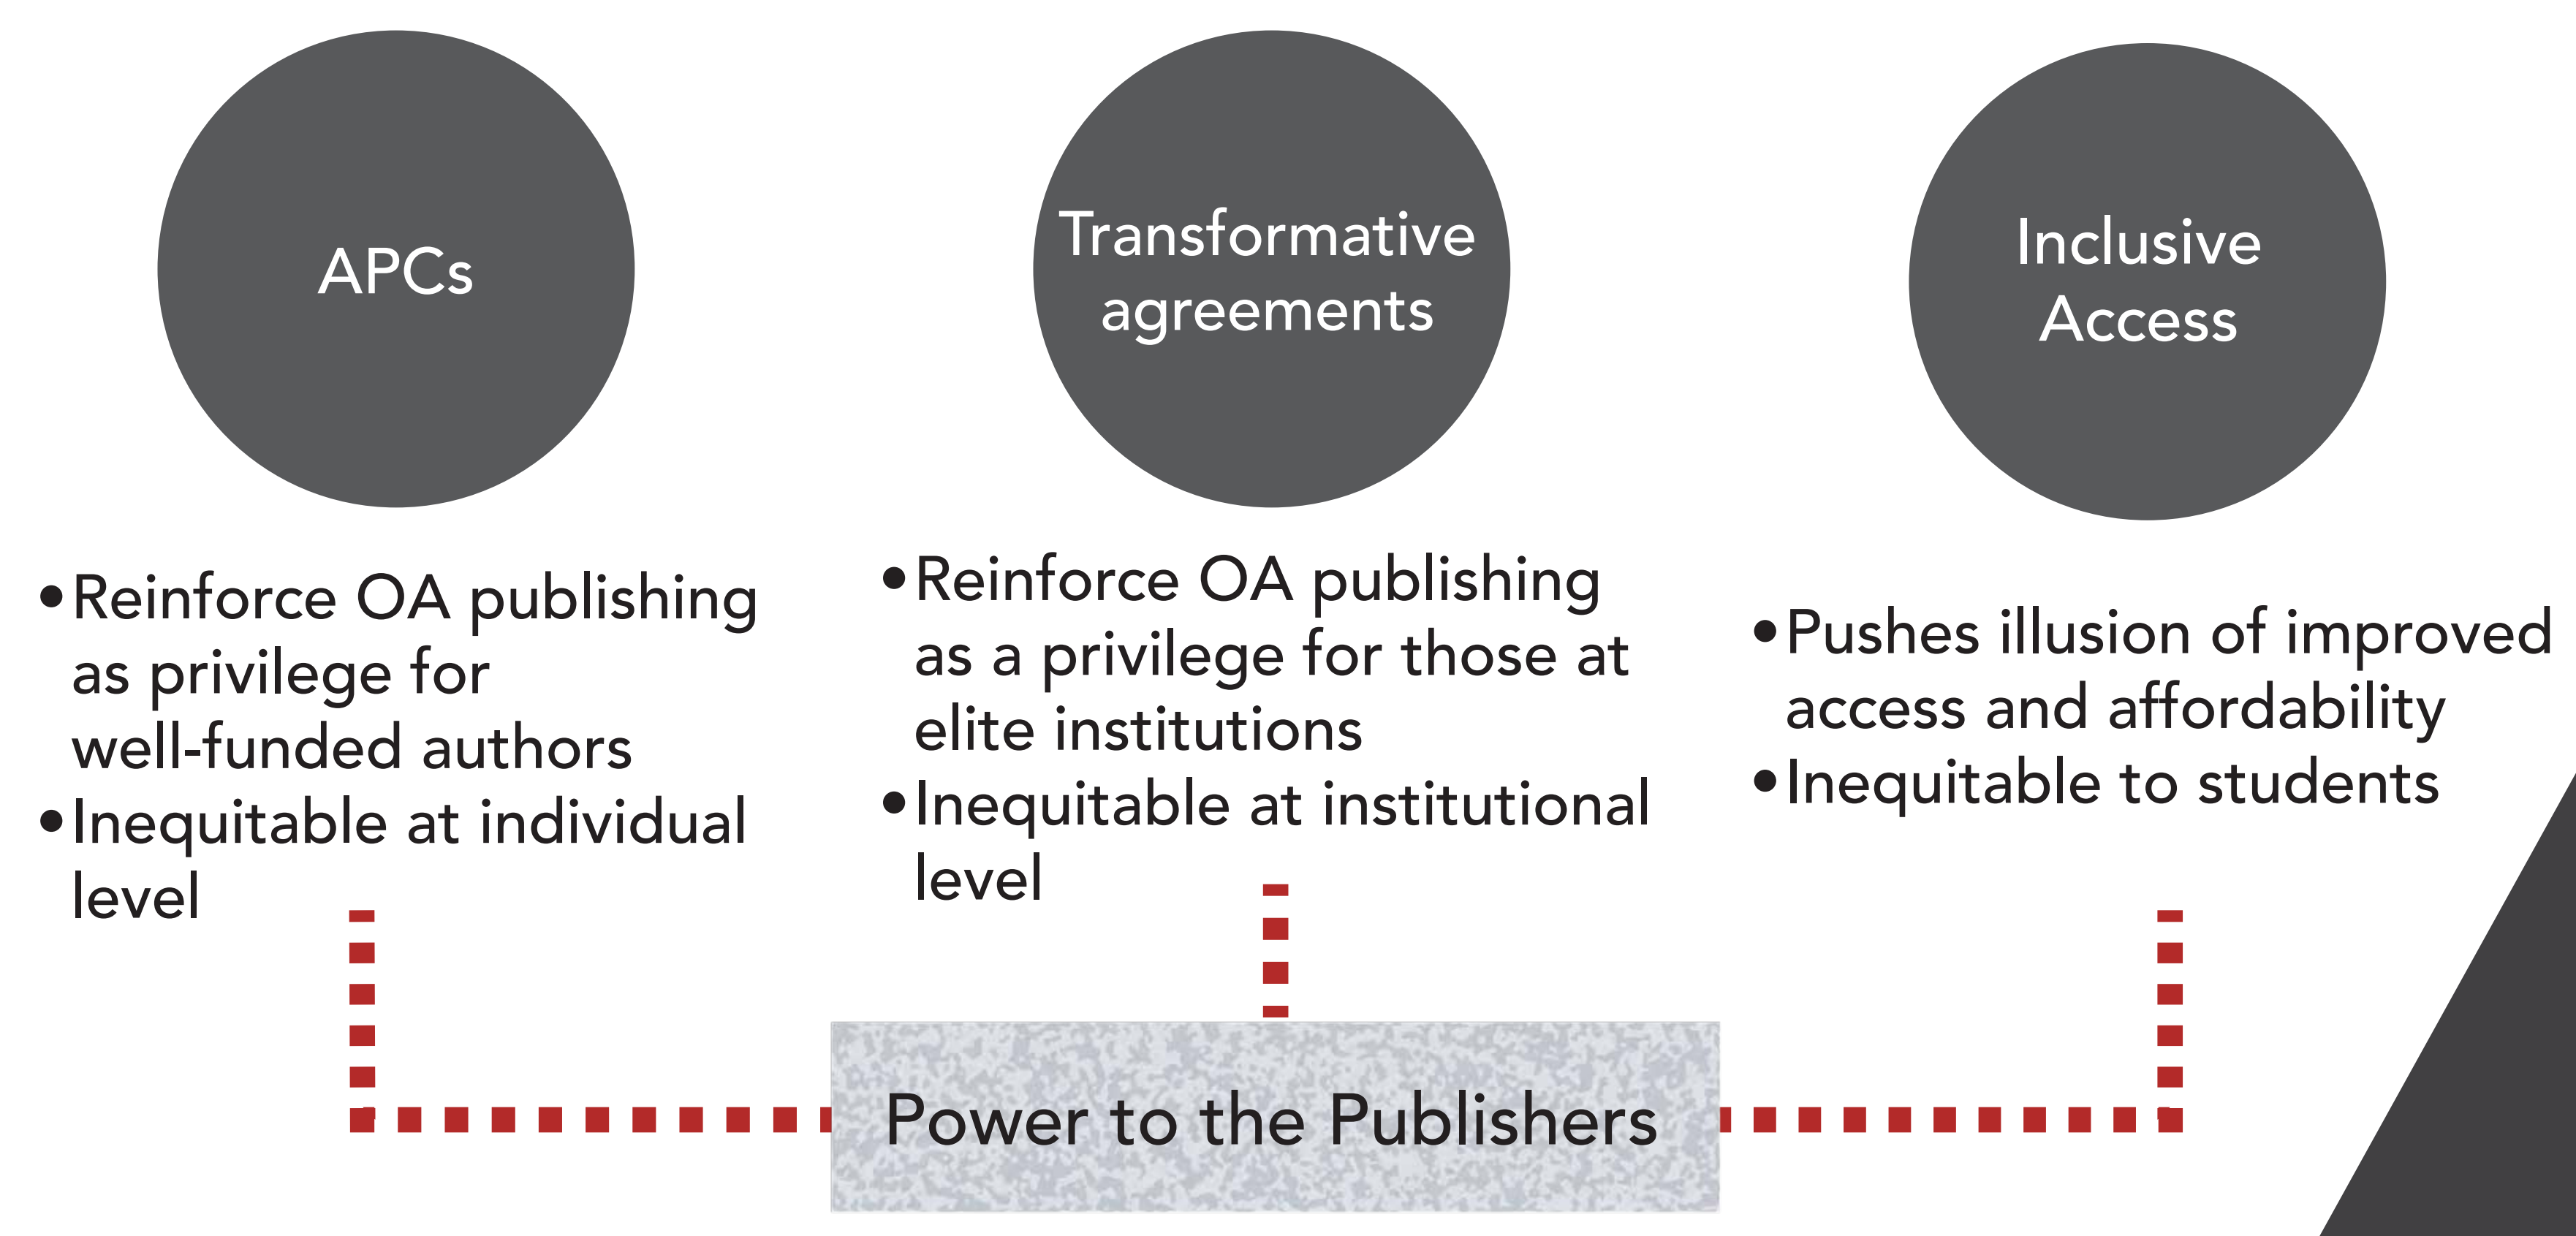 APCs
•Reinforce OA publishing
as privilege for
well-funded authors
•Inequitable at individual
level
Transformative
agreements
•Reinforce OA publishing
as a privilege for those at
elite institutions
•Inequitable at institutional
level
Inclusive
Access
•Pushes illusion of improved
access and affordability
•Inequitable to students
Power to the Publishers